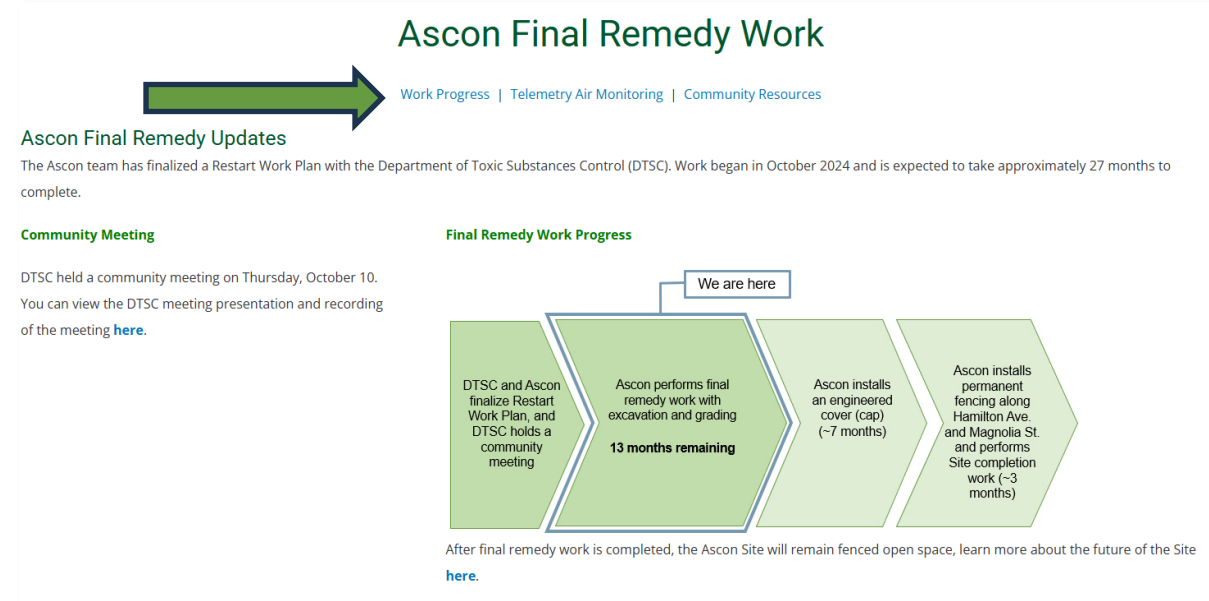 Ascon Final Remedy Work
Work Progress | Telemetry Air Monitoring | Community Resources
Ascon Final Remedy Updates
The Ascon team has finalized a Restart Work Plan with the Department of Toxic Substances Control (DTSC). Work began in October 2024 and is expected to take approximately 27 months to
complete.
Community Meeting
DTSC held a community meeting on Thursday, October 10.
You can view the DTSC meeting presentation and recording
of the meeting here.
Final Remedy Work Progress
We are here
DTSC and Ascon
finalize Restart
Work Plan, and
DTSC holds a
community
meeting
Ascon performs final
remedy work with
excavation and grading
13 months remaining
Ascon installs
an engineered
cover (cap)
(~7 months)
Ascon installs
permanent
fencing along
Hamilton Ave.
and Magnolia St.
and performs
Site completion
work (~3
months)
After final remedy work is completed, the Ascon Site will remain fenced open space, learn more about the future of the Site
here.